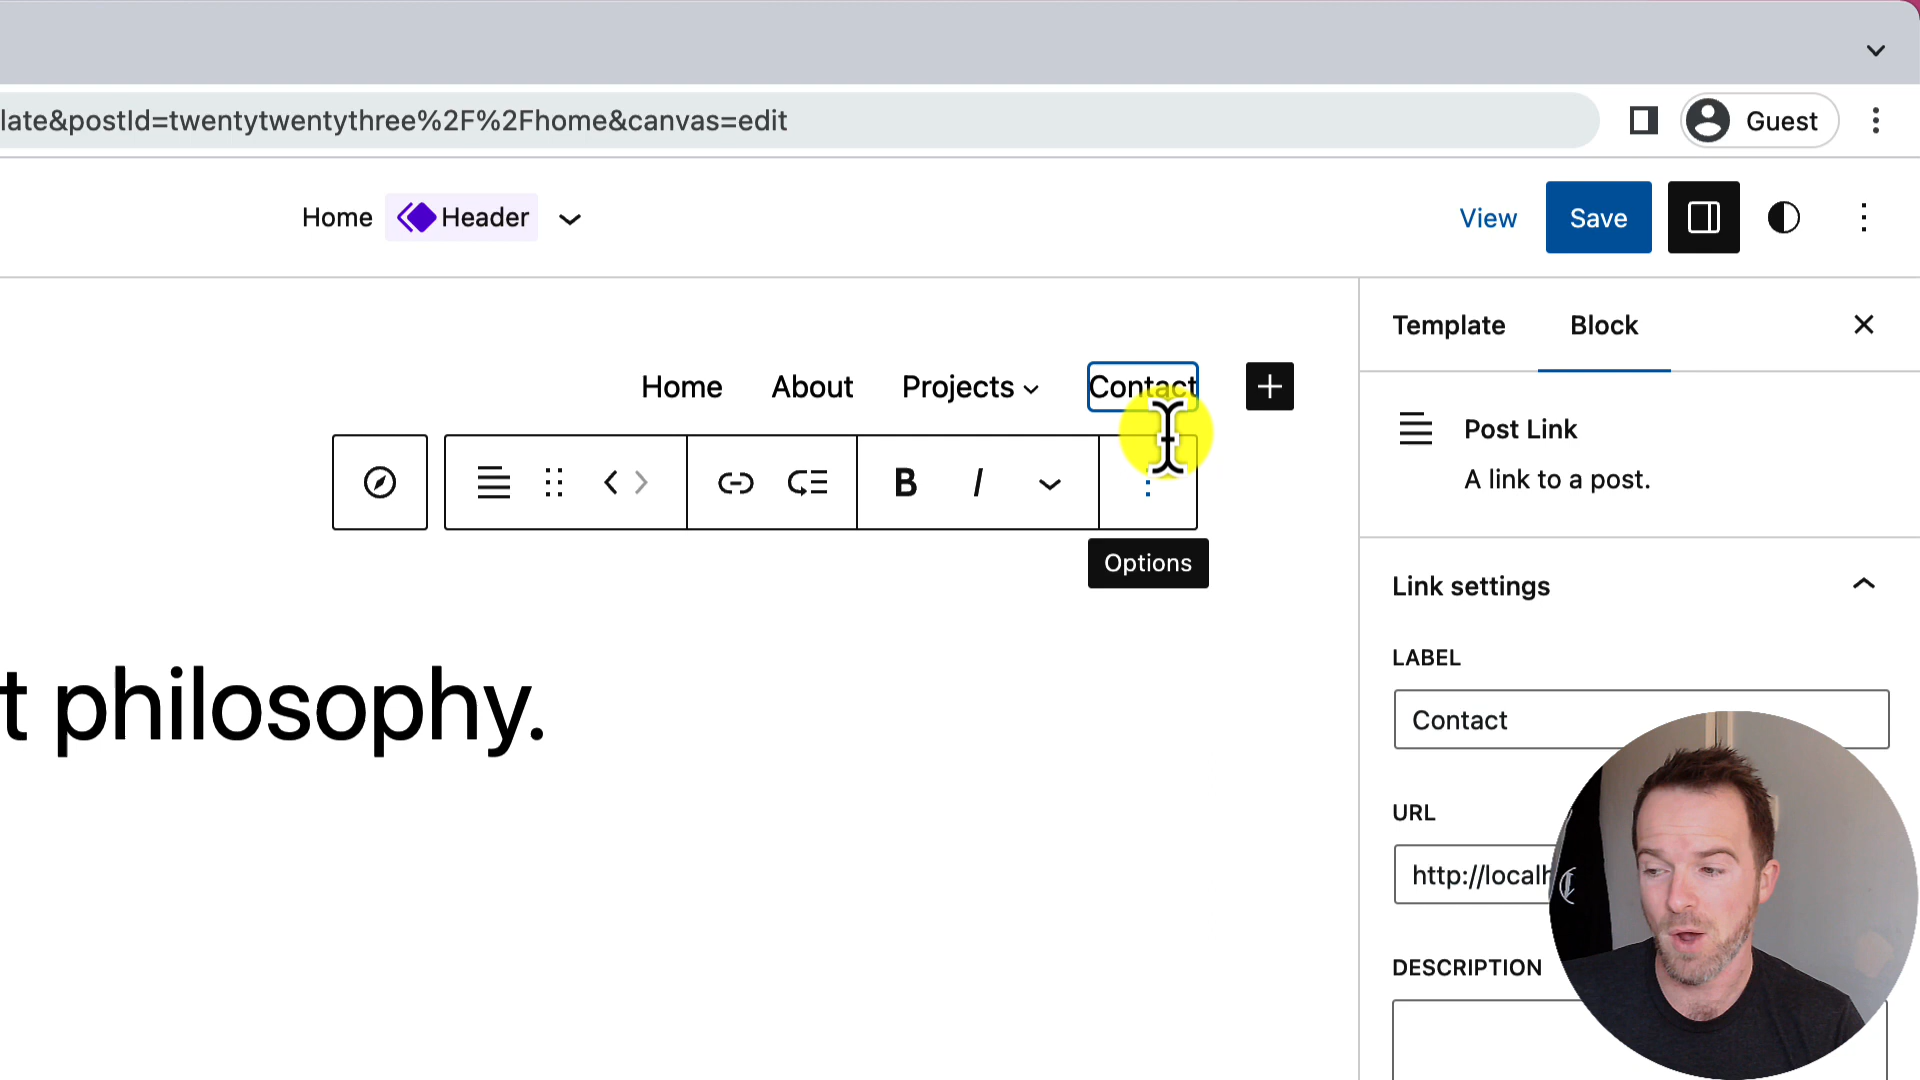 late&postId=twentytwentythree%2F%2Fhome&canvas=edit
Guest
Home Header
View Save
Template Block
Home About Projects Contact
Post Link
A link to a post.
B I
Options
Link settings
LABEL
Contact
t philosophy.
URL
http://localh
DESCRIPTION